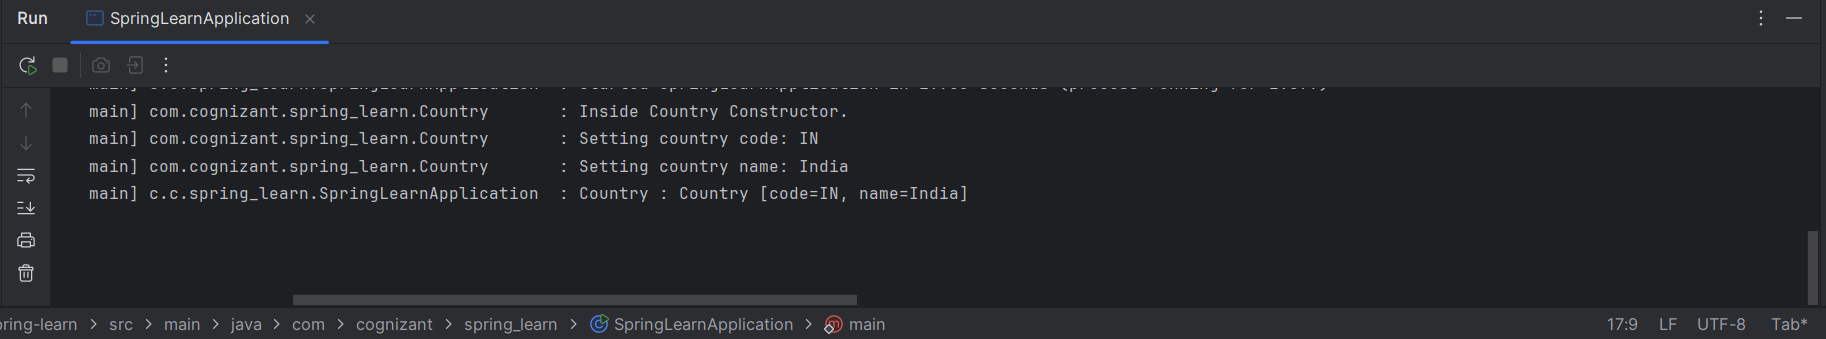 Run SpringLearnApplication
main] com.cognizant.spring_learn.Country : Inside Country Constructor.
main] com.cognizant.spring_learn.Country : Setting country code: IN
main] com.cognizant.spring_learn.Country : Setting country name: India
main] c.c.spring_learn.SpringLearnApplication : Country : Country [code=IN, name=India]
ring-learn > src > main > java > com > cognizant > spring_learn > SpringLearnApplication > main 17:9 LF UTF-8 Tab*